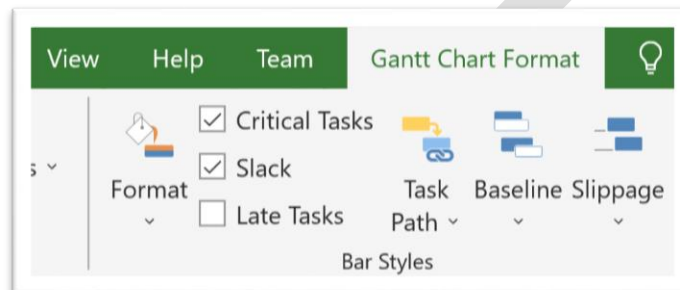 View Help Team Gantt Chart Format
Critical Tasks
s
Slack
Format
Task Baseline Slippage
Late Tasks
Path
Bar Styles